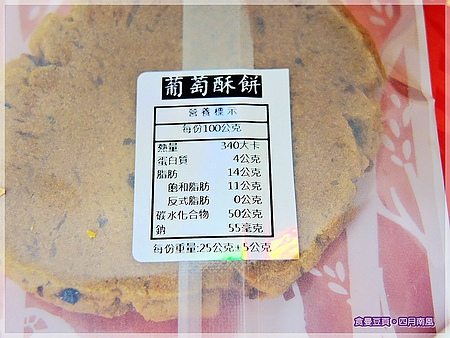 葡萄酥餅
營養標示
每份100公克
熱量 340大卡
蛋白質 4公克
脂肪 14公克
飽和脂肪 11公克
反式脂肪 0公克
碳水化合物 50公克
鈉 55毫克
每份重量:25公克±5公克
食曼豆頁。四月南風